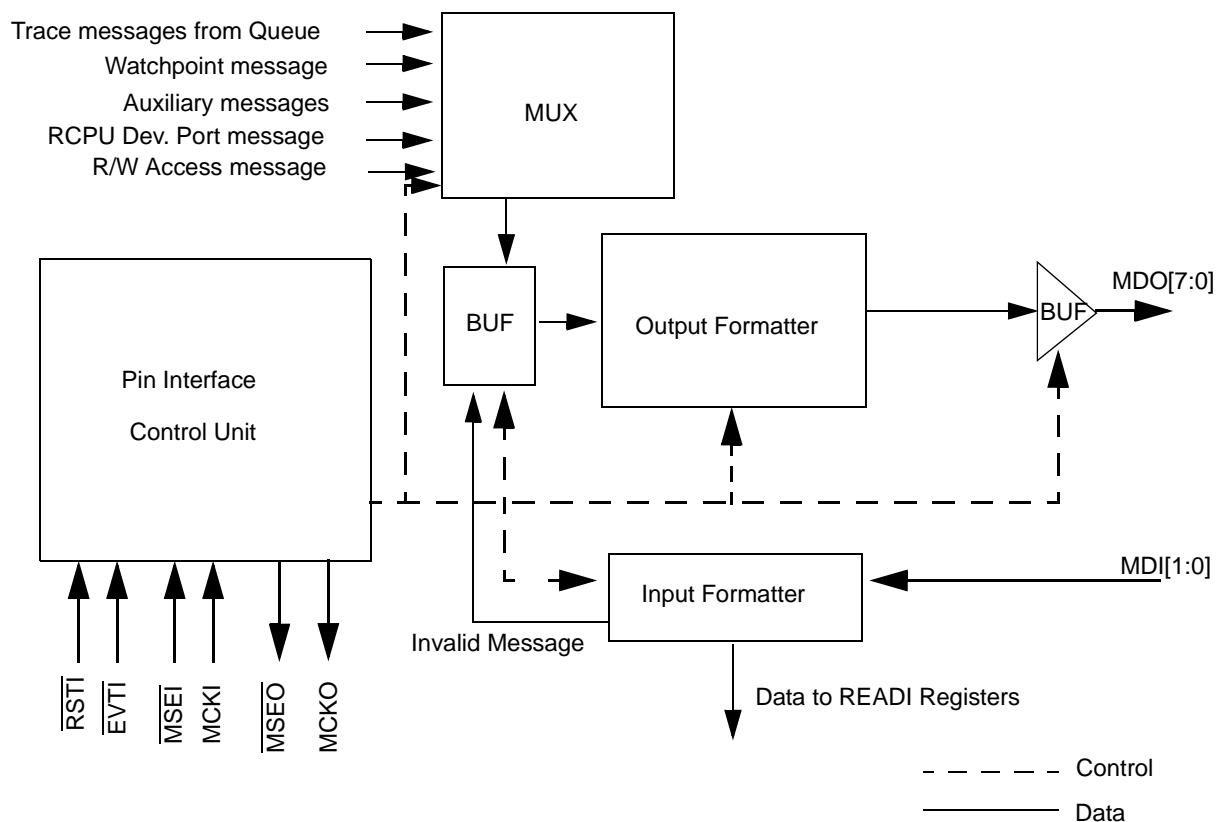 Trace messages from Queue
Watchpoint message
Auxiliary messages
RCPU Dev. Port message
R/W Access message
MUX
Pin Interface
Control Unit
BUF
Output Formatter
BUF
MDO[7:0]
MDI[1:0]
Input Formatter
Invalid Message
Data to READI Registers
RSTI
EVTI
MSEI
MCKI
MSEO
MCKO
Control
Data